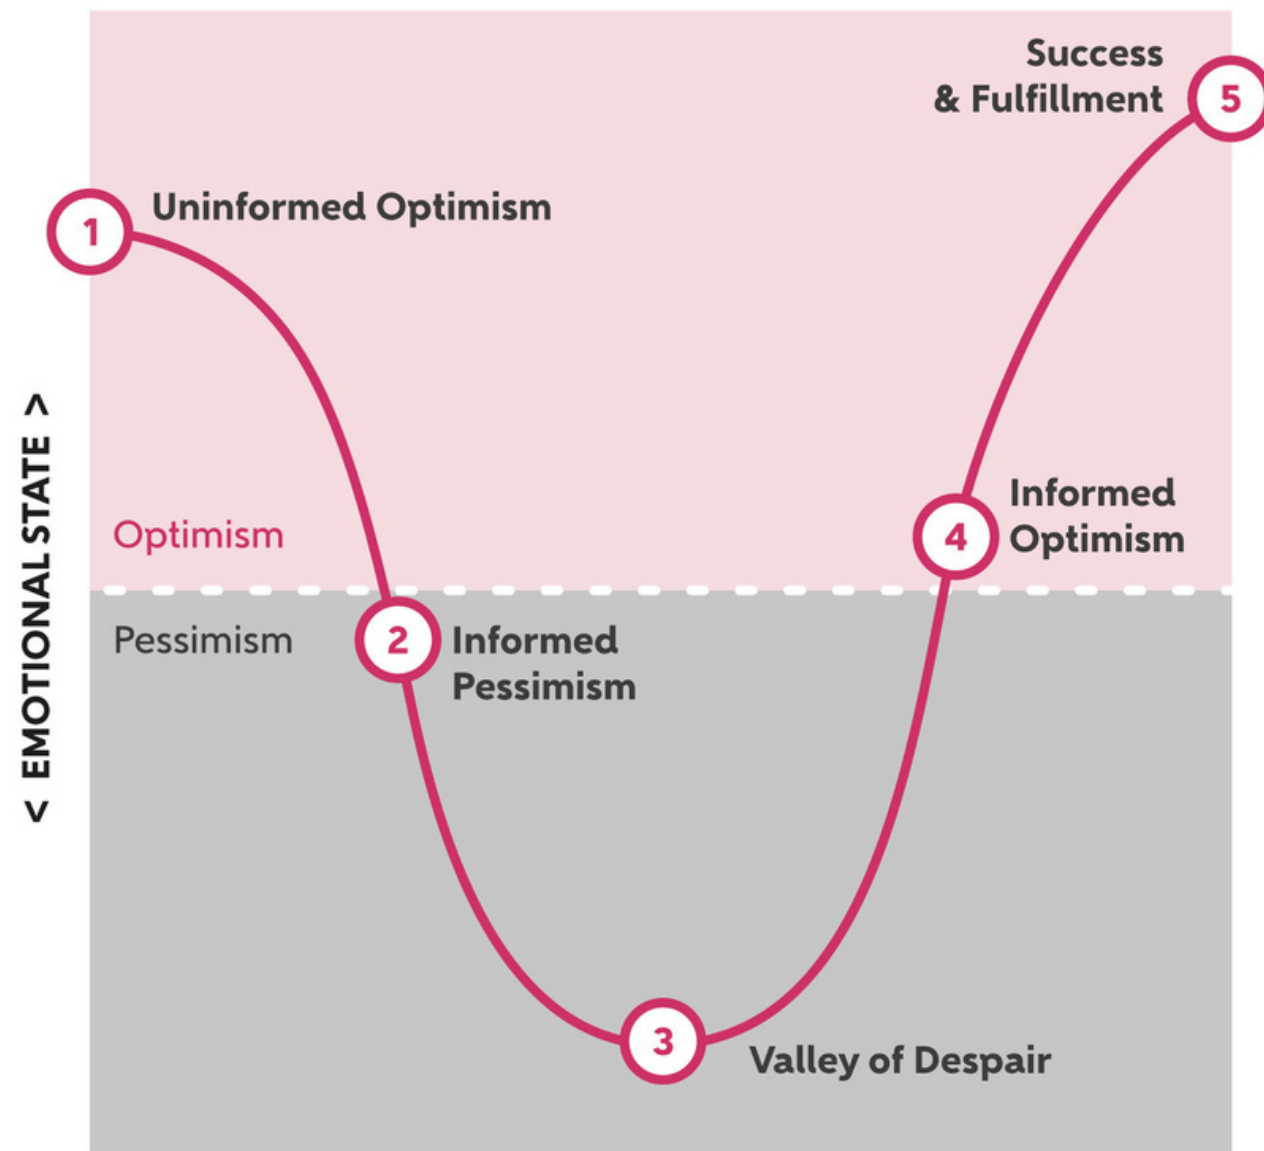 Success
& Fulfillment
5
1
Uninformed Optimism
< EMOTIONAL STATE >
Optimism
4
Informed
Optimism
Pessimism
2
Informed
Pessimism
3
Valley of Despair